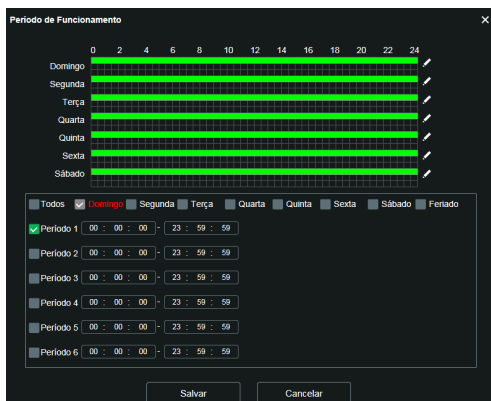 Período de Funcionamento
0 2 4 6 8 10 12 14 16 18 20 22 24
Domingo
Segunda
Terça
Quarta
Quinta
Sexta
Sábado
Todos Domingo Segunda Terça Quarta Quinta Sexta Sábado Feriado
Período 1 00 : 00 : 00 - 23 : 59 : 59
Período 2 00 : 00 : 00 - 23 : 59 : 59
Período 3 00 : 00 : 00 - 23 : 59 : 59
Período 4 00 : 00 : 00 - 23 : 59 : 59
Período 5 00 : 00 : 00 - 23 : 59 : 59
Período 6 00 : 00 : 00 - 23 : 59 : 59
Salvar Cancelar